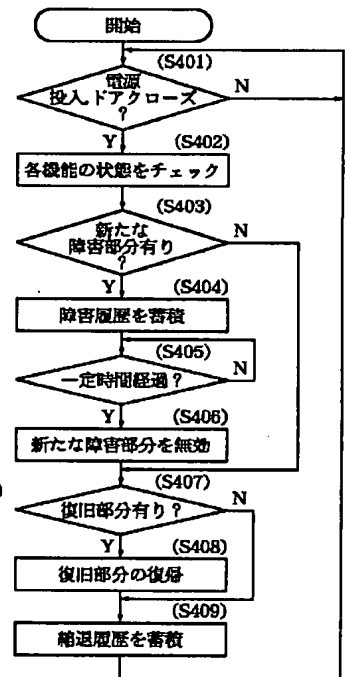 開始
(S401)
電源
投入,ドアクローズ
?
N
Y
(S402)
各機能の状態をチェック
(S403)
新たな
障害部分有り
?
N
Y
(S404)
障害履歴を蓄積
(S405)
一定時間経過?
N
Y
(S406)
新たな障害部分を無効
(S407)
復旧部分有り?
N
Y
(S408)
復旧部分の復帰
(S409)
縮退履歴を蓄積